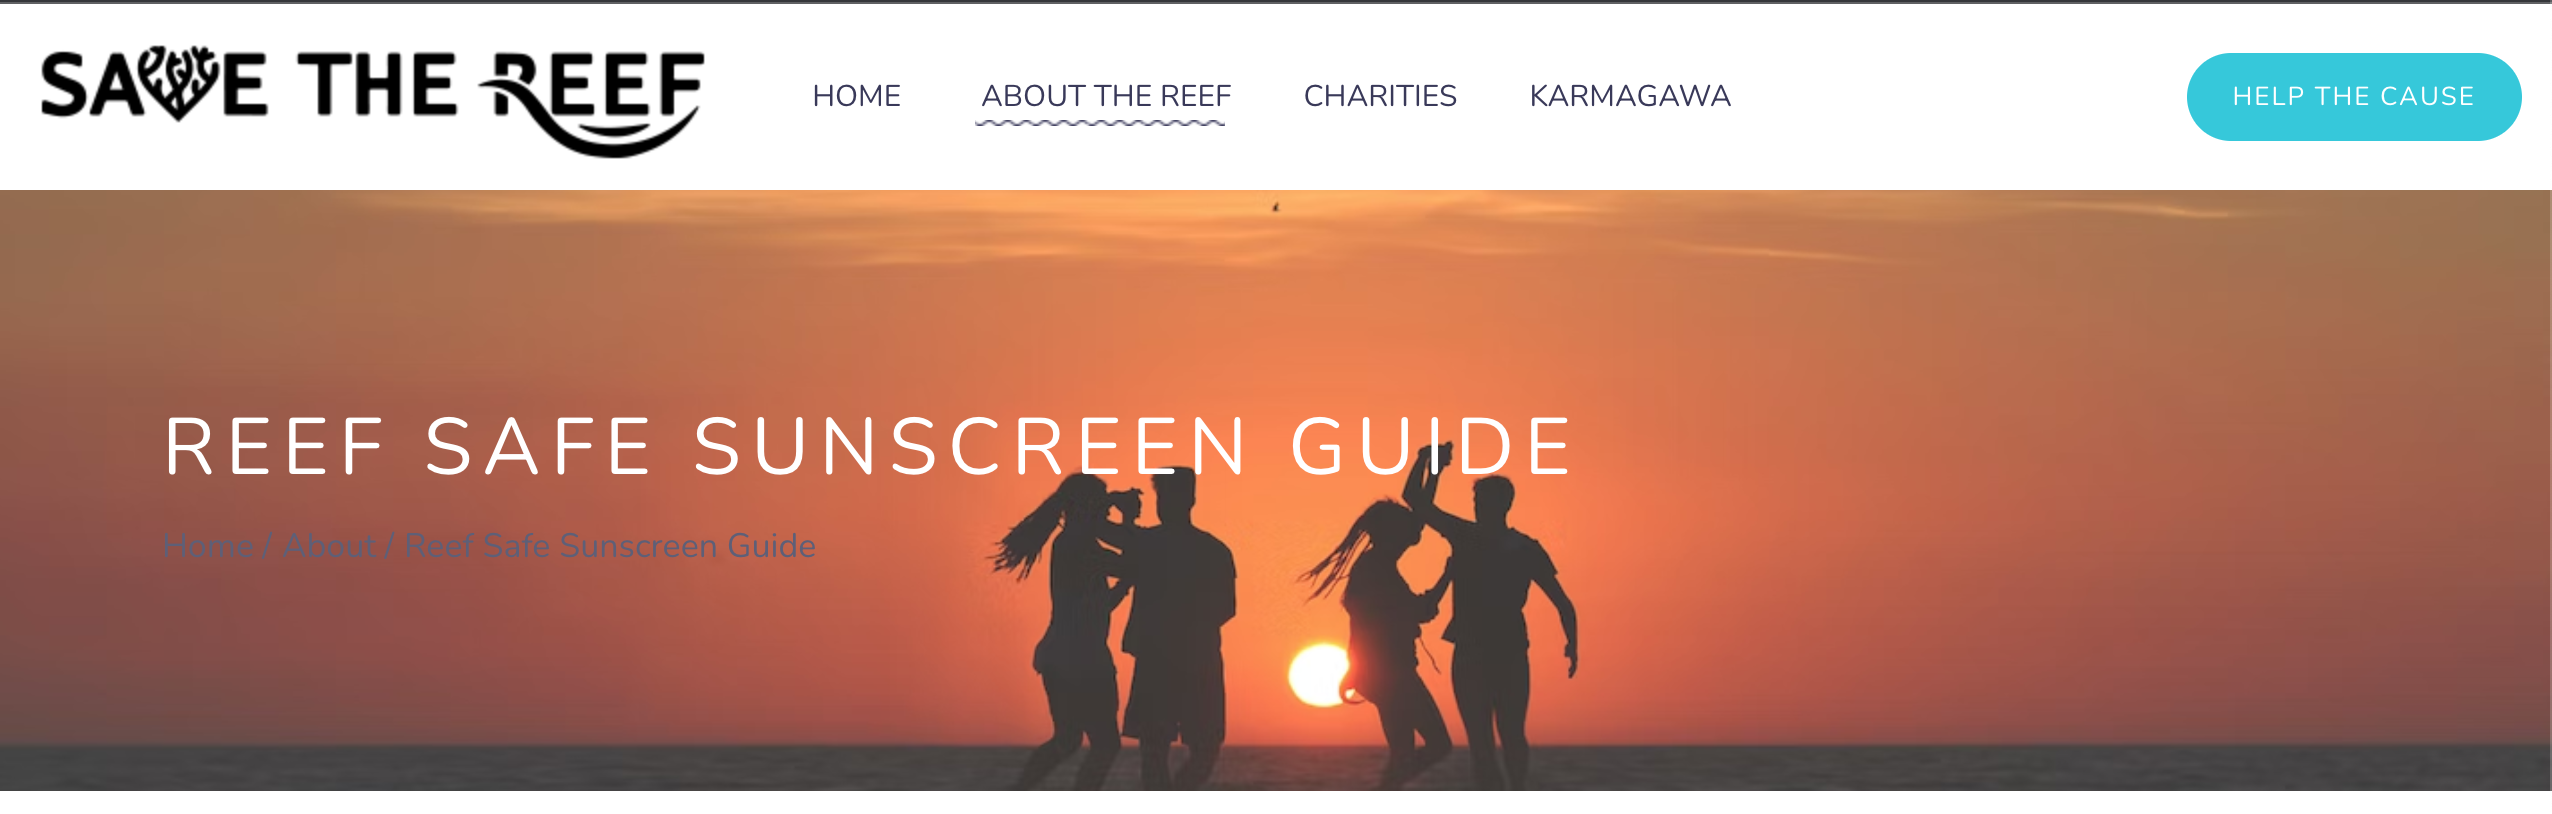 SAVE THE REEF
HOME
ABOUT THE REEF
CHARITIES
KARMAGAWA
HELP THE CAUSE
REEF SAFE SUNSCREEN GUIDE
Home / About / Reef Safe Sunscreen Guide